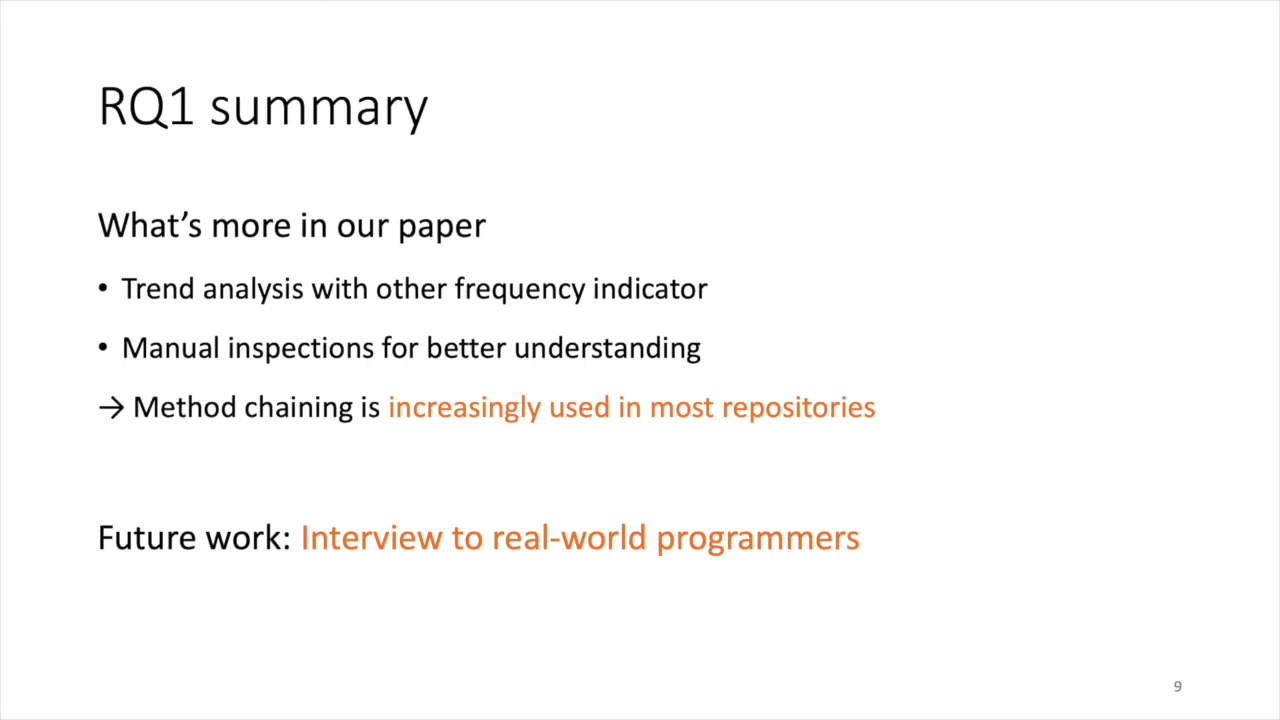 RQ1 summary
What’s more in our paper
• Trend analysis with other frequency indicator
• Manual inspections for better understanding
→ Method chaining is increasingly used in most repositories
Future work: Interview to real-world programmers
9